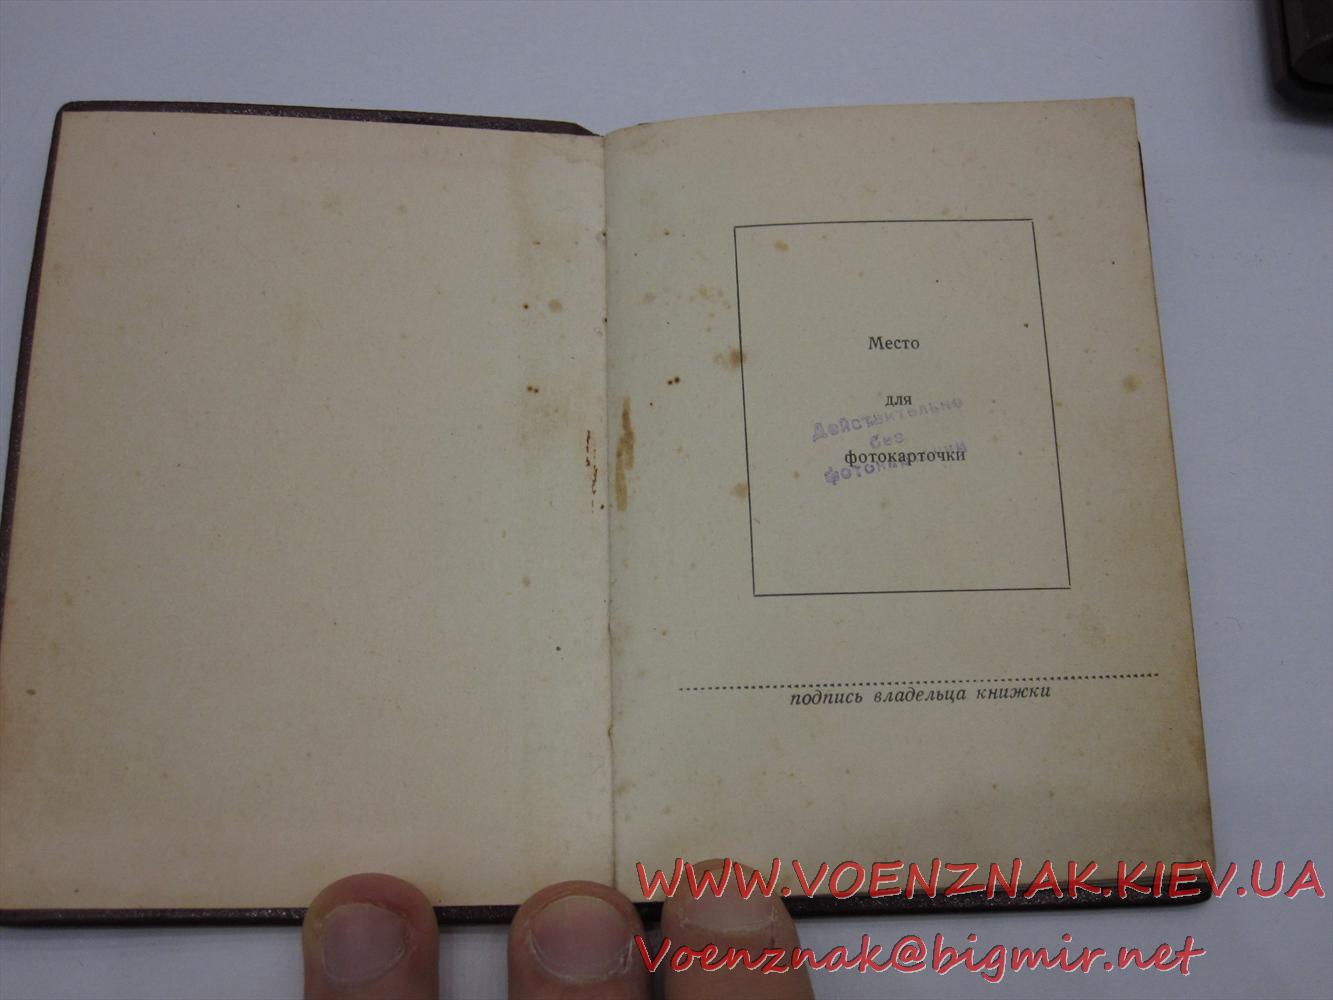 Место
для
фотокарточки
Действительно
без
подпись владельца книжки
WWW.VOENZNAK.KIEV.UA
Voenznak@bigmir.net